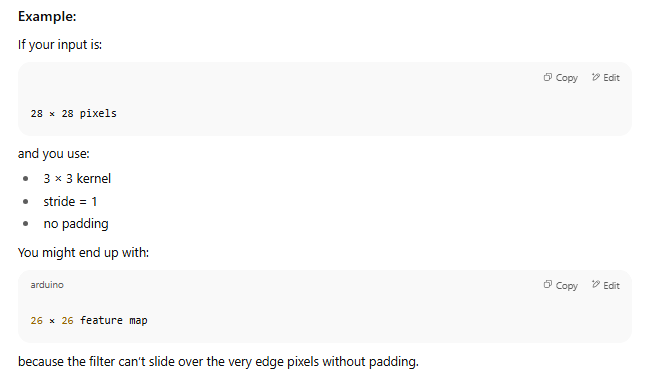 Example:
If your input is:
Copy Edit
28 × 28 pixels
and you use:
• 3 × 3 kernel
• stride = 1
• no padding
You might end up with:
arduino Copy Edit
26 × 26 feature map
because the filter can't slide over the very edge pixels without padding.